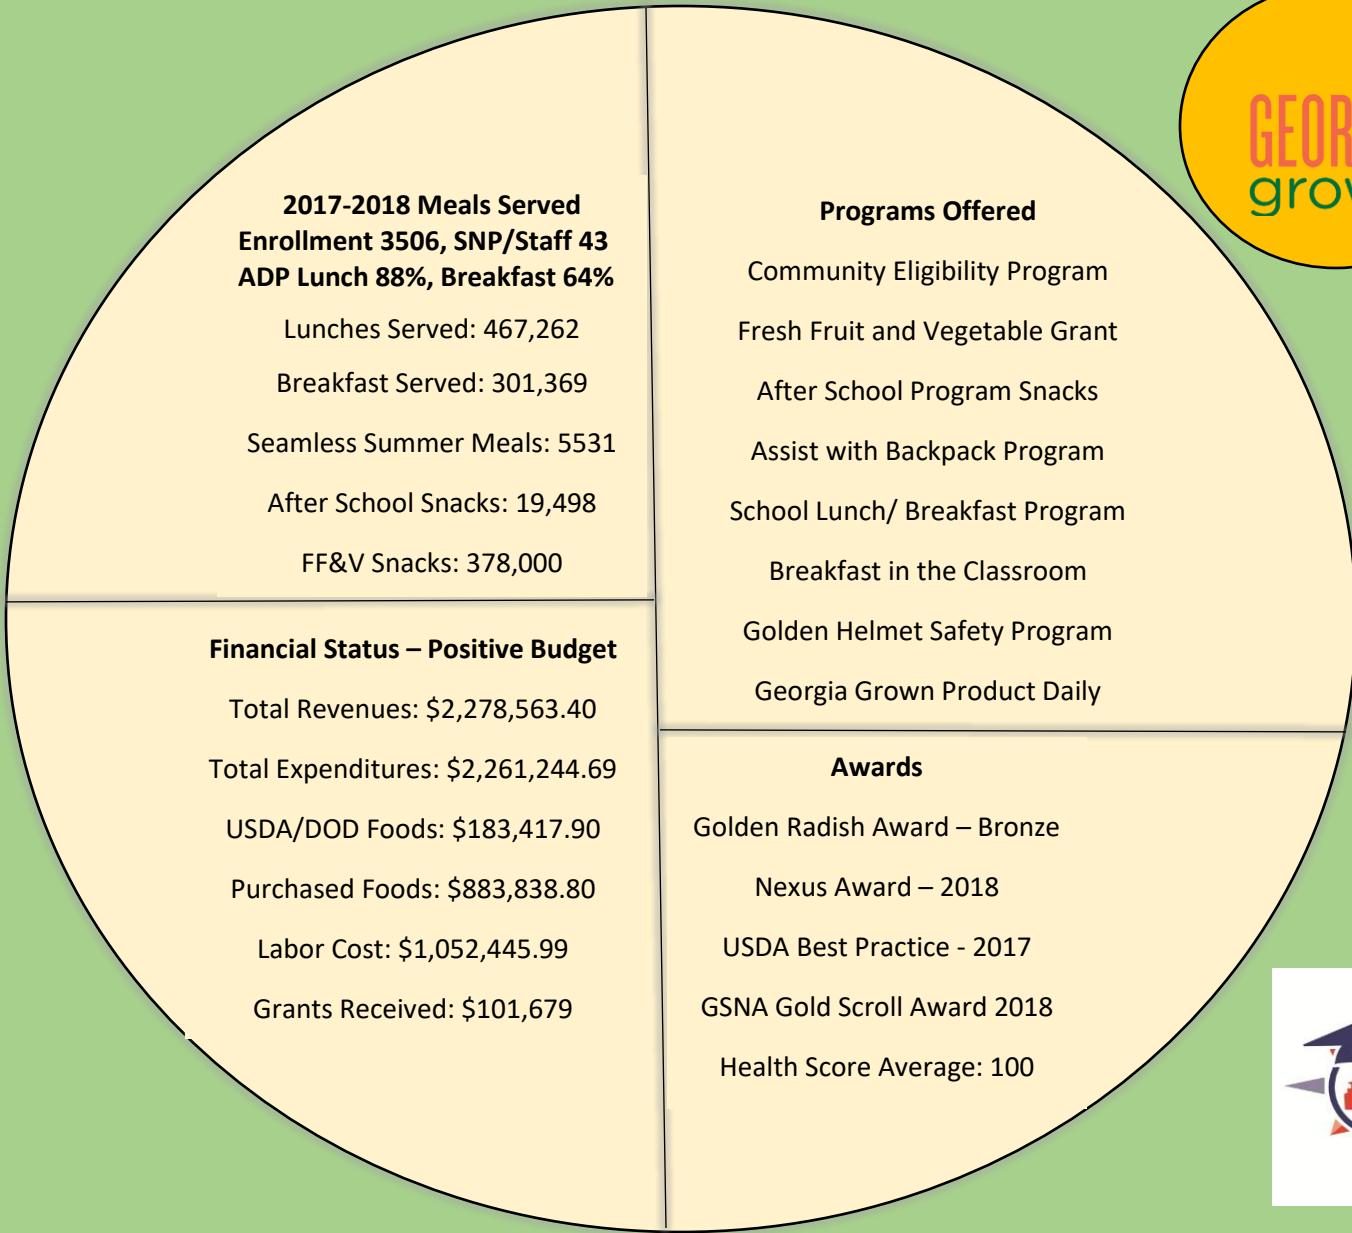 2017-2018 Meals Served
Enrollment 3506, SNP/Staff 43
ADP Lunch 88%, Breakfast 64%
Lunches Served: 467,262
Breakfast Served: 301,369
Seamless Summer Meals: 5531
After School Snacks: 19,498
FF&V Snacks: 378,000
Financial Status – Positive Budget
Total Revenues: $2,278,563.40
Total Expenditures: $2,261,244.69
USDA/DOD Foods: $183,417.90
Purchased Foods: $883,838.80
Labor Cost: $1,052,445.99
Grants Received: $101,679
Programs Offered
Community Eligibility Program
Fresh Fruit and Vegetable Grant
After School Program Snacks
Assist with Backpack Program
School Lunch/ Breakfast Program
Breakfast in the Classroom
Golden Helmet Safety Program
Georgia Grown Product Daily
Awards
Golden Radish Award – Bronze
Nexus Award – 2018
USDA Best Practice - 2017
GSNA Gold Scroll Award 2018
Health Score Average: 100